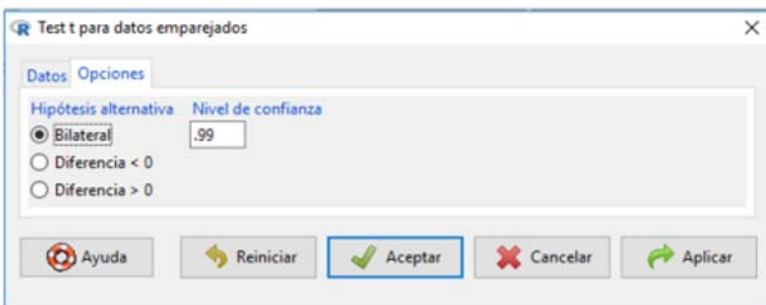 Test t para datos emparejados
Datos Opciones
Hipótesis alternativa Nivel de confianza
Bilateral .99
Diferencia < 0
Diferencia > 0
Ayuda Reiniciar Aceptar Cancelar Aplicar